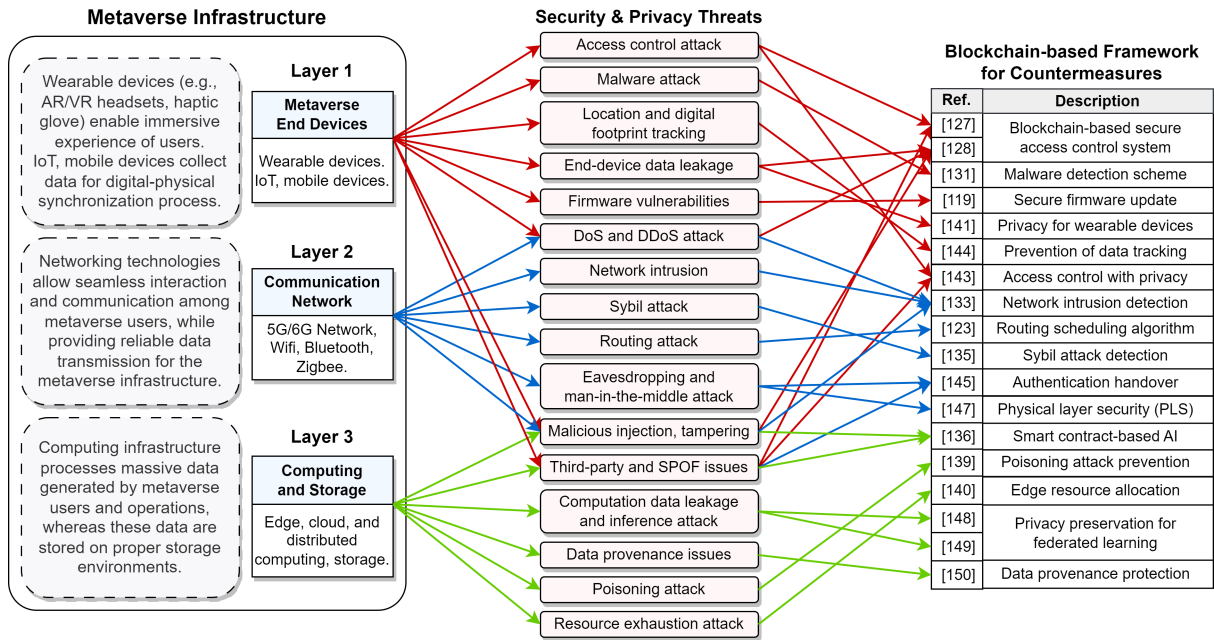 Metaverse Infrastructure
Wearable devices (e.g.,
AR/VR headsets, haptic
glove) enable immersive
experience of users.
IoT, mobile devices collect
data for digital-physical
synchronization process.
Layer 1
Metaverse
End Devices
Wearable devices.
IoT, mobile devices.
Networking technologies
allow seamless interaction
and communication among
metaverse users, while
providing reliable data
transmission for the
metaverse infrastructure.
Layer 2
Communication
Network
5G/6G Network,
Wifi, Bluetooth,
Zigbee.
Computing infrastructure
processes massive data
generated by metaverse
users and operations,
whereas these data are
stored on proper storage
environments.
Layer 3
Computing
and Storage
Edge, cloud, and
distributed
computing, storage.
Security & Privacy Threats
Access control attack
Malware attack
Location and digital
footprint tracking
End-device data leakage
Firmware vulnerabilities
DoS and DDoS attack
Network intrusion
Sybil attack
Routing attack
Eavesdropping and
man-in-the-middle attack
Malicious injection, tampering
Third-party and SPOF issues
Computation data leakage
and inference attack
Data provenance issues
Poisoning attack
Resource exhaustion attack
Blockchain-based Framework
for Countermeasures
Ref. Description
[127] Blockchain-based secure
[128] access control system
[131] Malware detection scheme
[119] Secure firmware update
[141] Privacy for wearable devices
[144] Prevention of data tracking
[143] Access control with privacy
[133] Network intrusion detection
[123] Routing scheduling algorithm
[135] Sybil attack detection
[145] Authentication handover
[147] Physical layer security (PLS)
[136] Smart contract-based AI
[139] Poisoning attack prevention
[140] Edge resource allocation
[148] Privacy preservation for
[149] federated learning
[150] Data provenance protection